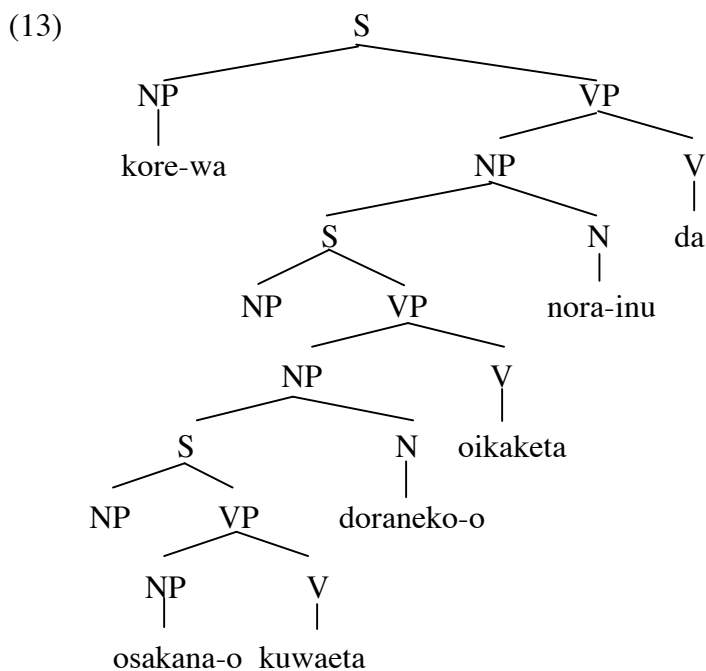 (13) S
NP VP
kore-wa NP V
S N da
NP VP nora-inu
NP V
S N oikaketa
NP VP doraneko-o
NP V
osakana-o kuwaeta